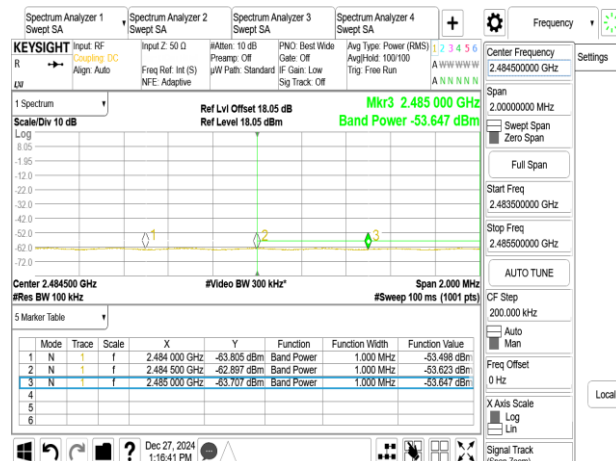 Spectrum Analyzer 1
Swept SA
Spectrum Analyzer 2
Swept SA
Spectrum Analyzer 3
Swept SA
Spectrum Analyzer 4
Swept SA
+
Frequency
KEYSIGHT
R
LXI
Input: RF
Coupling: DC
Align: Auto
Input Z: 50 Ω
Freq Ref: Int (S)
NFE: Adaptive
#Atten: 10 dB
Preamp: Off
µW Path: Standard
PNO: Best Wide
Gate: Off
IF Gain: Low
Sig Track: Off
Avg Type: Power (RMS)
Avg|Hold: 100/100
Trig: Free Run
1 2 3 4 5 6
A W W W W W
A N N N N N
1 Spectrum
Scale/Div 10 dB
Ref Lvl Offset 18.05 dB
Ref Level 18.05 dBm
Mkr3 2.485 000 GHz
Band Power -53.647 dBm
Log
8.05
-1.95
-12.0
-22.0
-32.0
-42.0
-52.0
-62.0
-72.0
1
2
3
Center 2.484500 GHz
#Res BW 100 kHz
#Video BW 300 kHz*
Span 2.000 MHz
#Sweep 100 ms (1001 pts)
5 Marker Table
Mode Trace Scale X Y Function Function Width Function Value
1 N 1 f 2.484 000 GHz -63.805 dBm Band Power 1.000 MHz -53.498 dBm
2 N 1 f 2.484 500 GHz -62.897 dBm Band Power 1.000 MHz -53.623 dBm
3 N 1 f 2.485 000 GHz -63.707 dBm Band Power 1.000 MHz -53.647 dBm
4
5
6
?
Dec 27, 2024
1:16:41 PM
Center Frequency
2.484500000 GHz
Settings
Span
2.00000000 MHz
Swept Span
Zero Span
Full Span
Start Freq
2.483500000 GHz
Stop Freq
2.485500000 GHz
AUTO TUNE
CF Step
200.000 kHz
Auto
Man
Freq Offset
0 Hz
Local
X Axis Scale
Log
Lin
Signal Track
(Span Zoom)